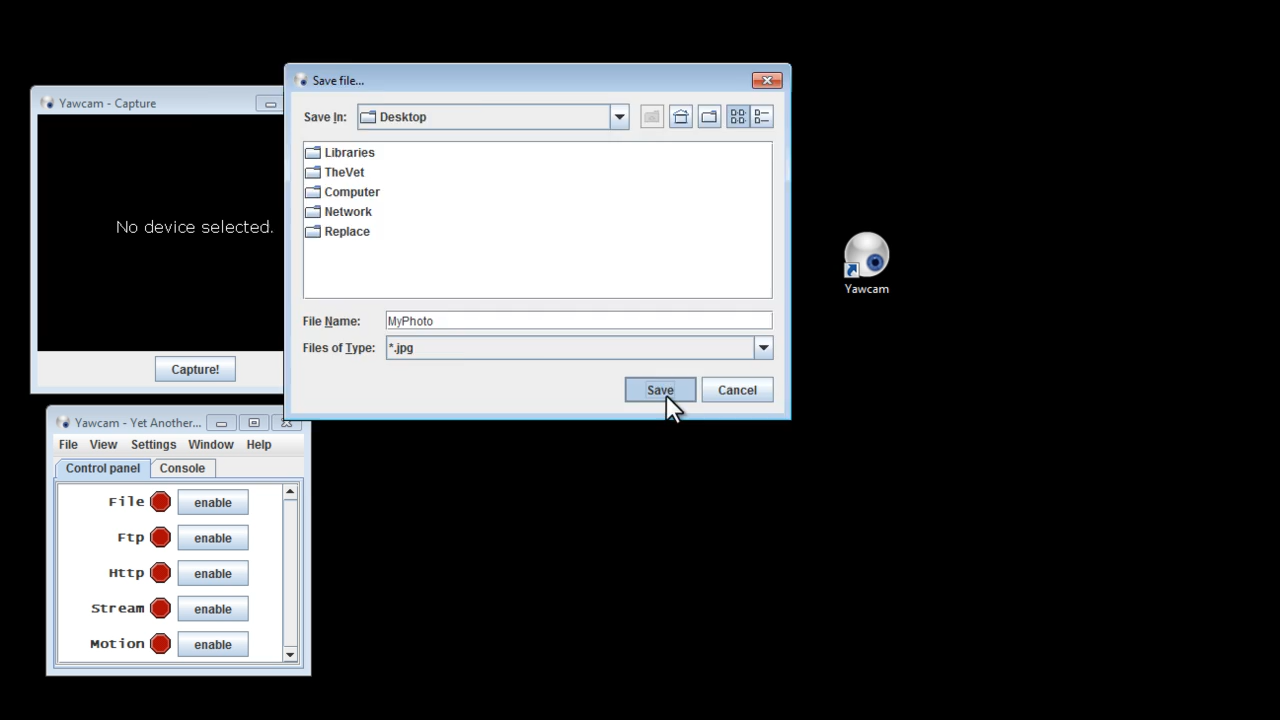 Save file...
Yawcam - Capture
Save In:
Desktop
Libraries
TheVet
Computer
Network
Replace
No device selected.
Yawcam
File Name:
MyPhoto
Files of Type:
*.jpg
Capture!
Save
Cancel
Yawcam - Yet Another...
File View Settings Window Help
Control panel Console
File enable
Ftp enable
Http enable
Stream enable
Motion enable